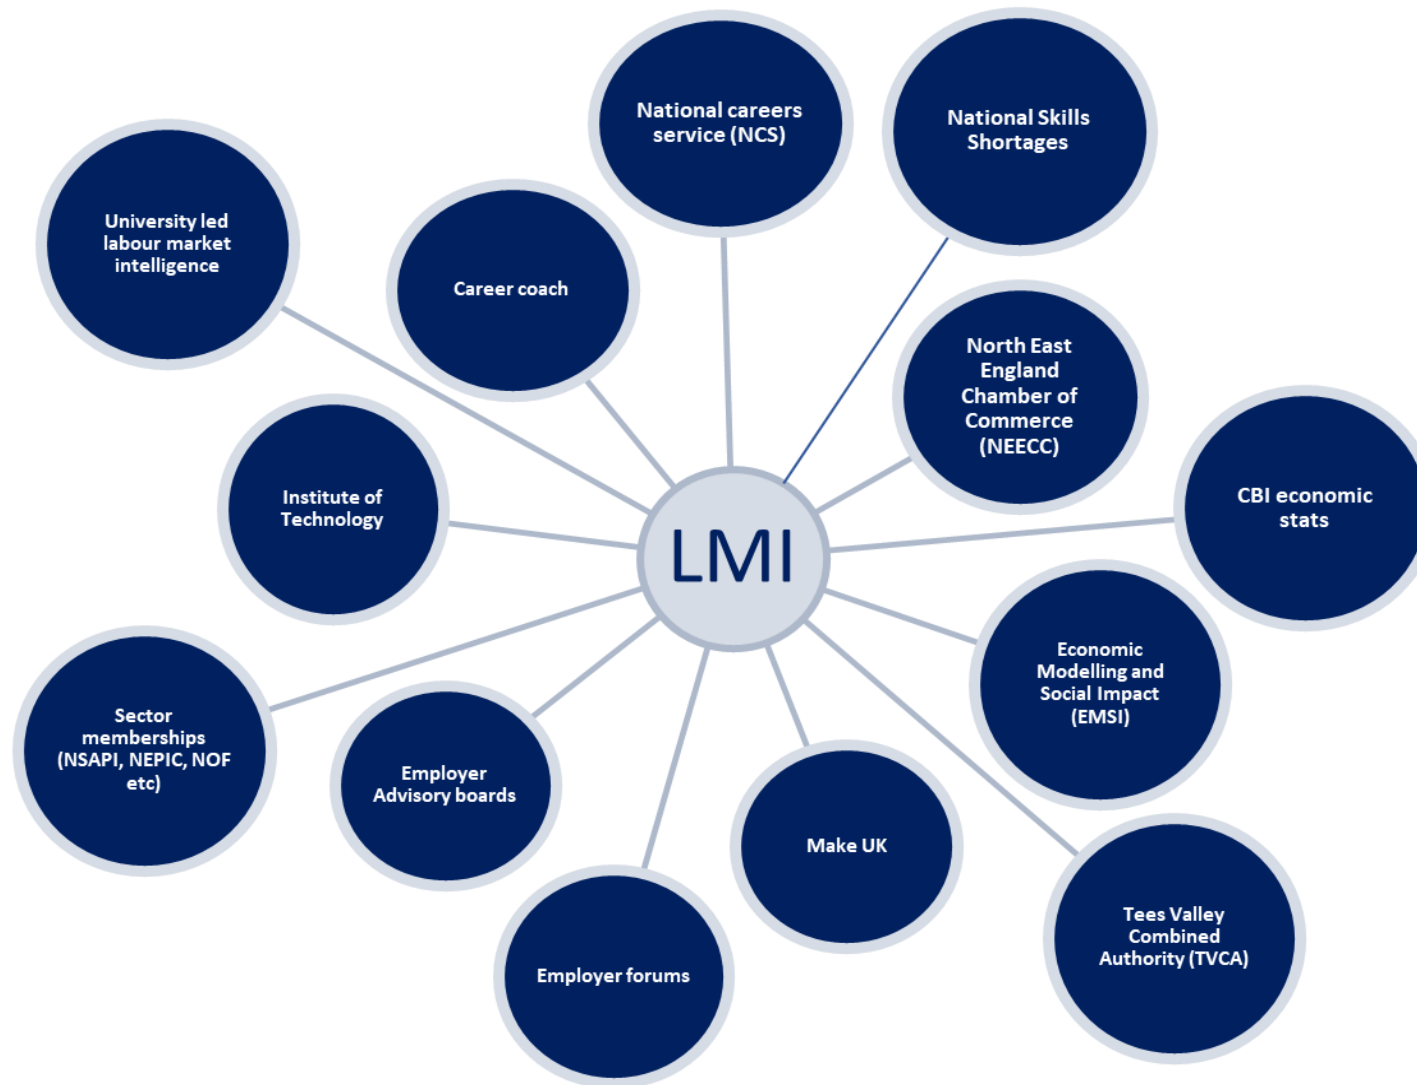 National careers
service (NCS)
National Skills
Shortages
University led
labour market
intelligence
Career coach
North East
England
Chamber of
Commerce
(NEECC)
Institute of
Technology
CBI economic
stats
LMI
Economic
Modelling and
Social Impact
(EMSI)
Sector
memberships
(NSAPI, NEPIC, NOF
etc)
Employer
Advisory boards
Make UK
Tees Valley
Combined
Authority (TVCA)
Employer forums